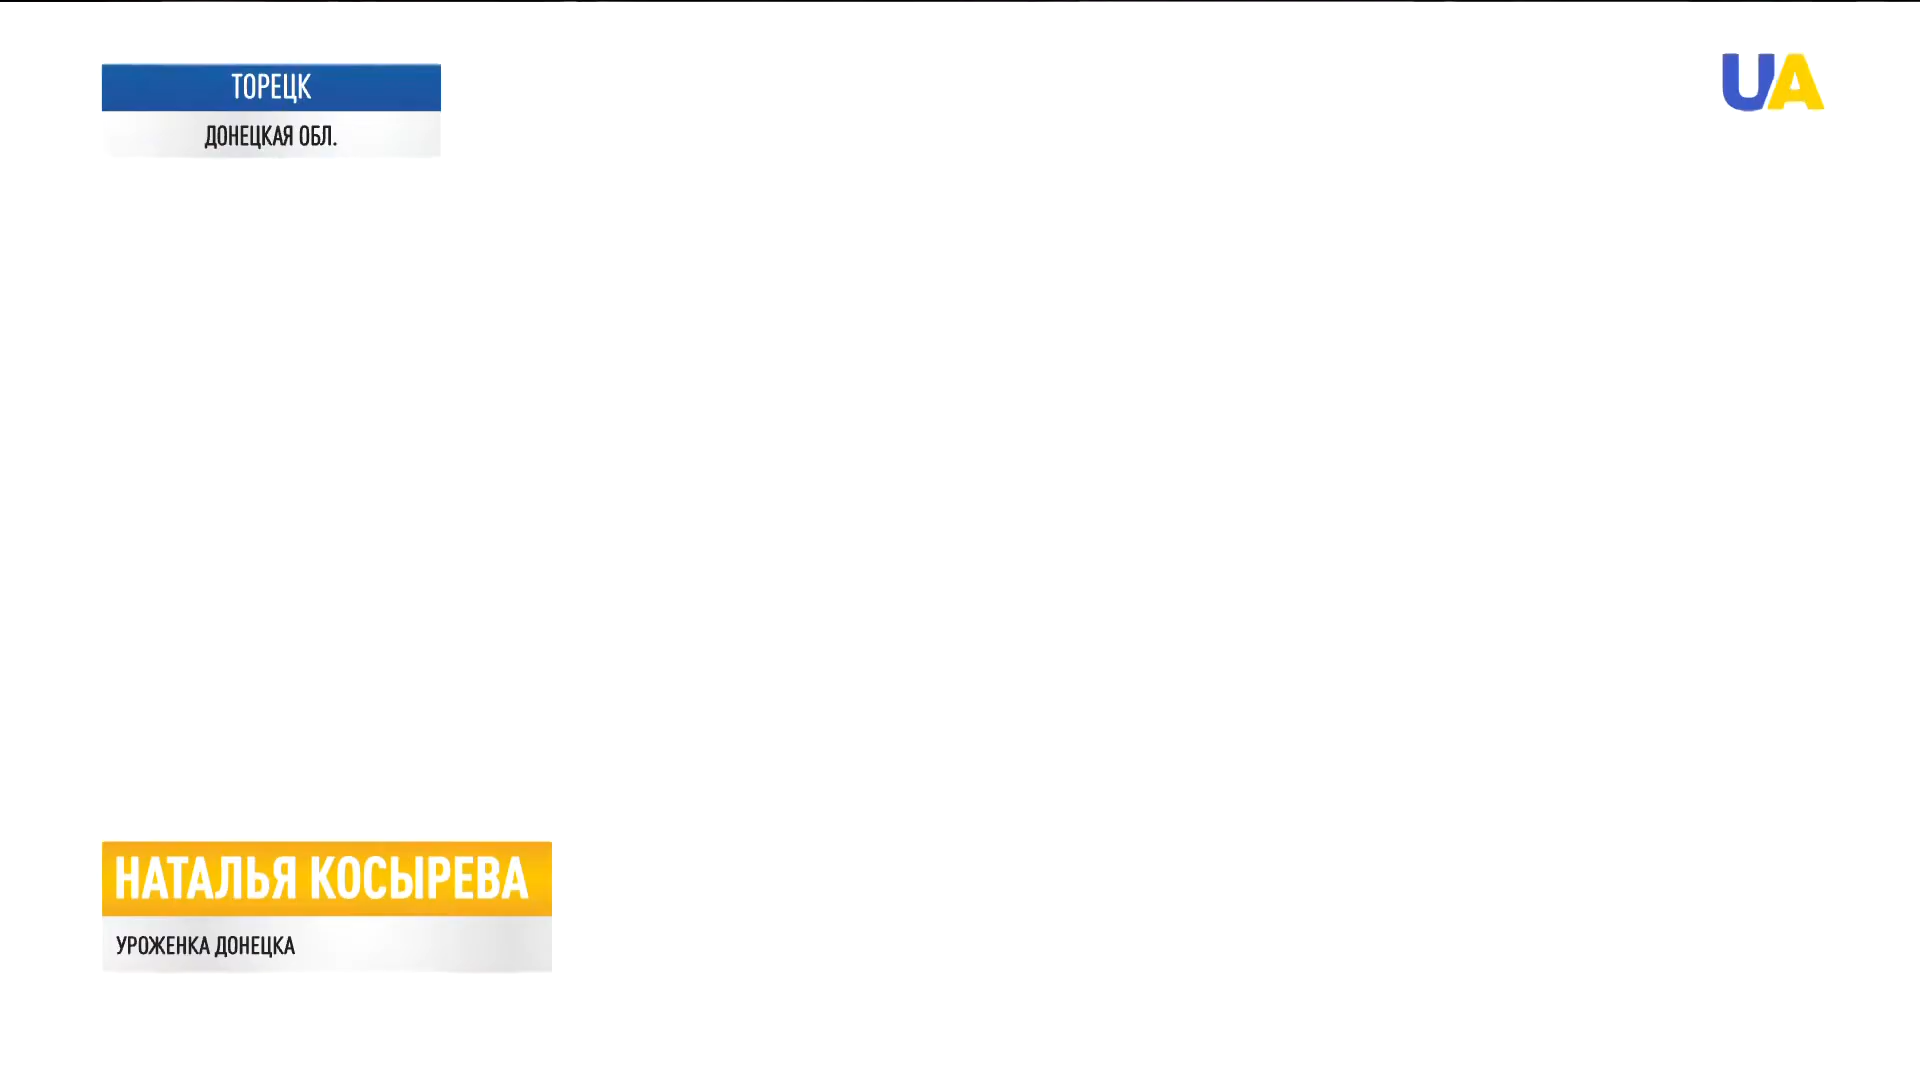 ТОРЕЦК
ДОНЕЦКАЯ ОБЛ.
UA
НАТАЛЬЯ КОСЫРЕВА
УРОЖЕНКА ДОНЕЦКА